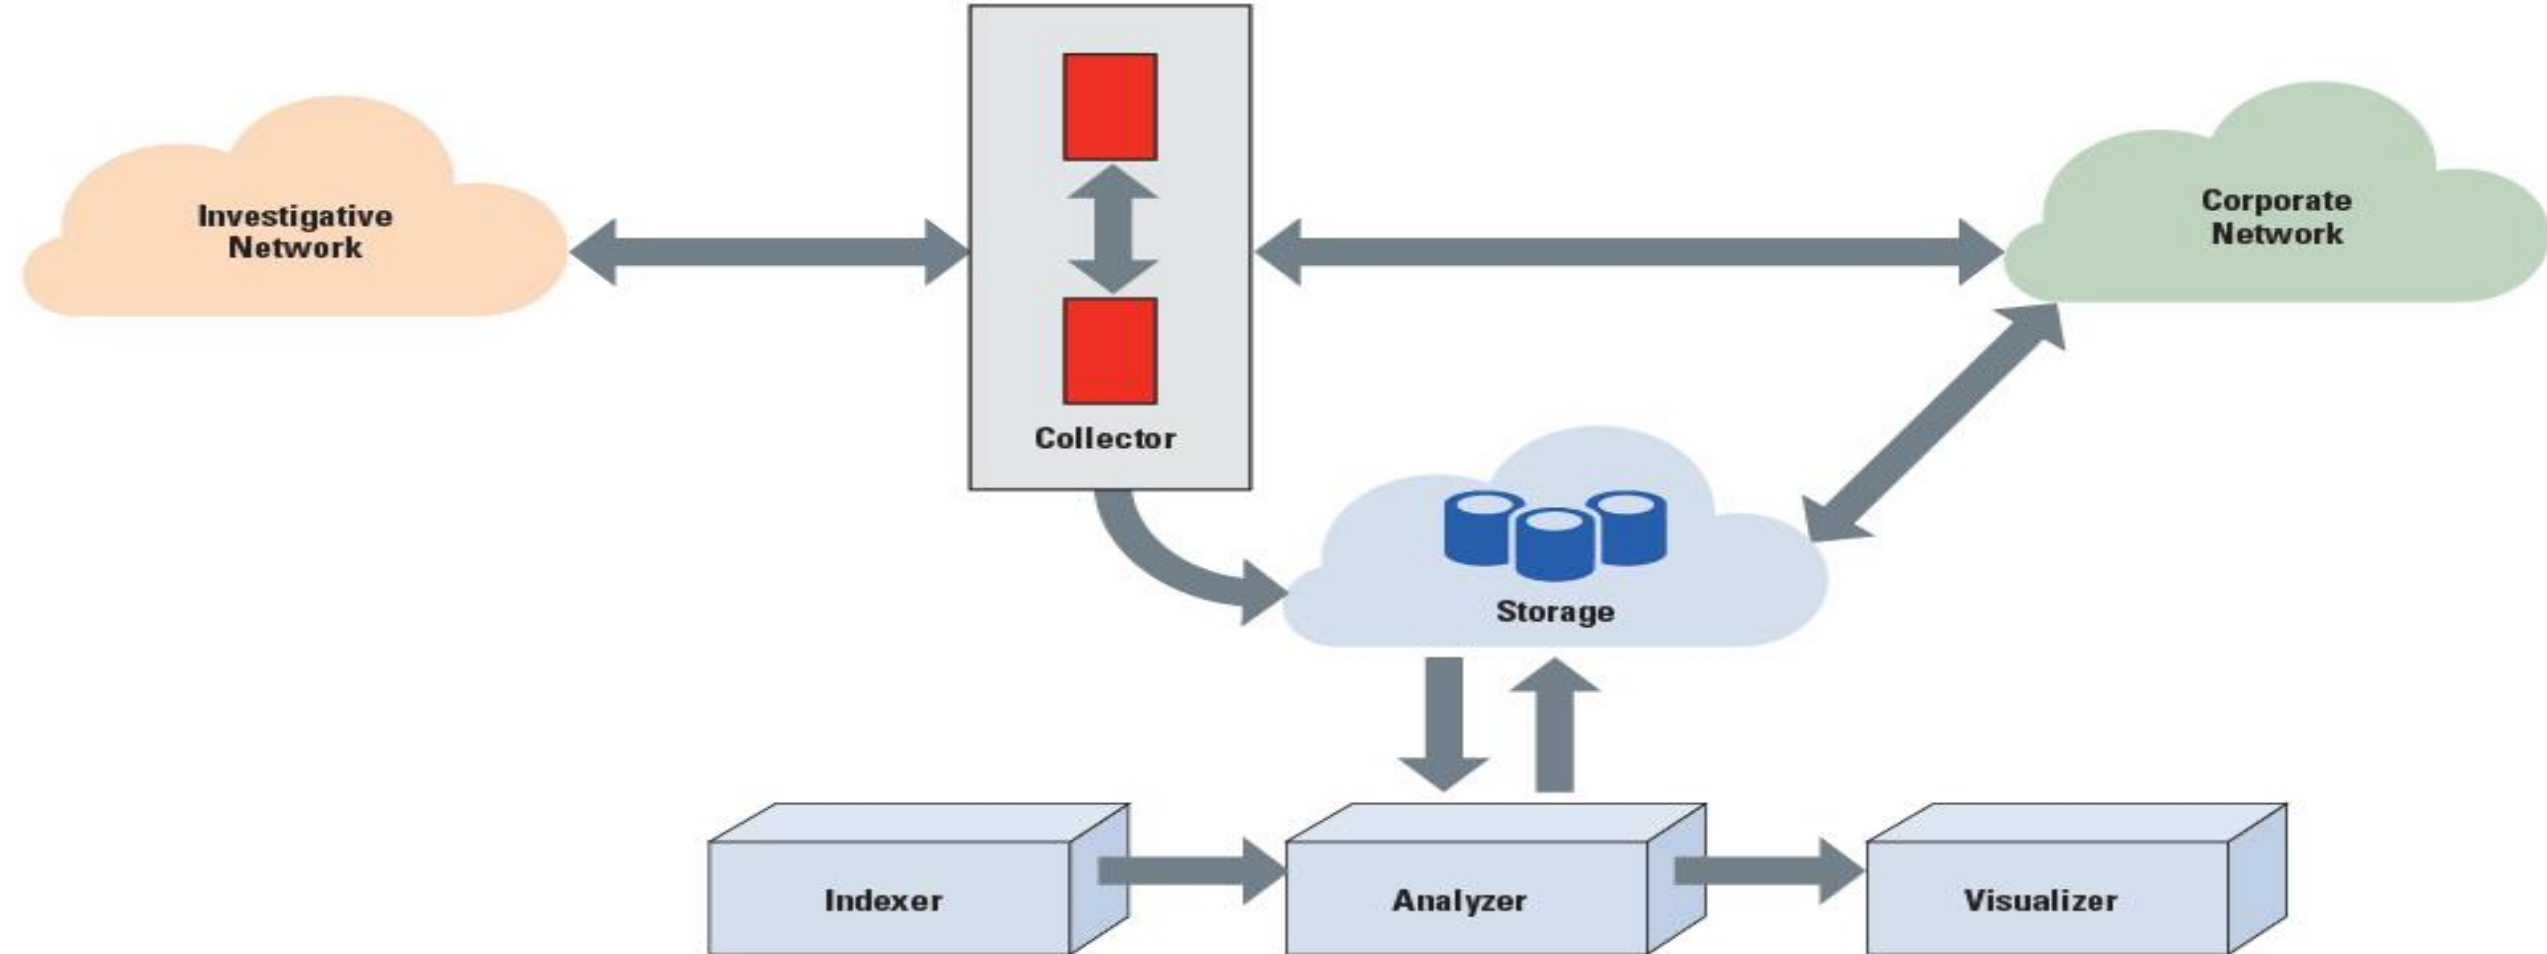 Investigative
Network
Corporate
Network
Collector
Storage
Indexer
Analyzer
Visualizer